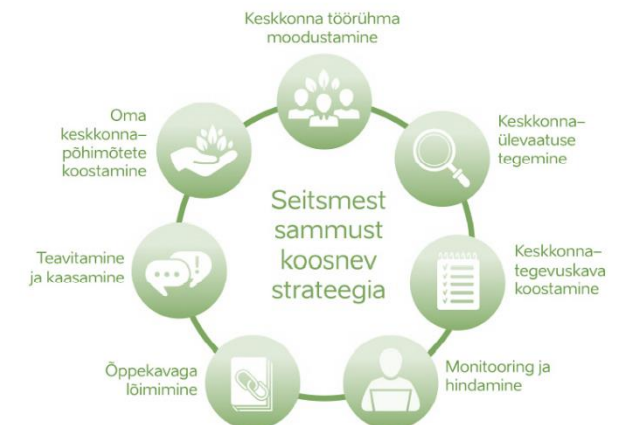 Keskkonna töörühma
moodustamine
Keskkonna–
ülevaatuse
tegemine
Keskkonna–
tegevuskava
koostamine
Monitooring ja
hindamine
Õppekavaga
lõimimine
Teavitamine
ja kaasamine
Oma
keskkonna–
põhimõtete
koostamine
Seitsmest
sammust
koosnev
strateegia